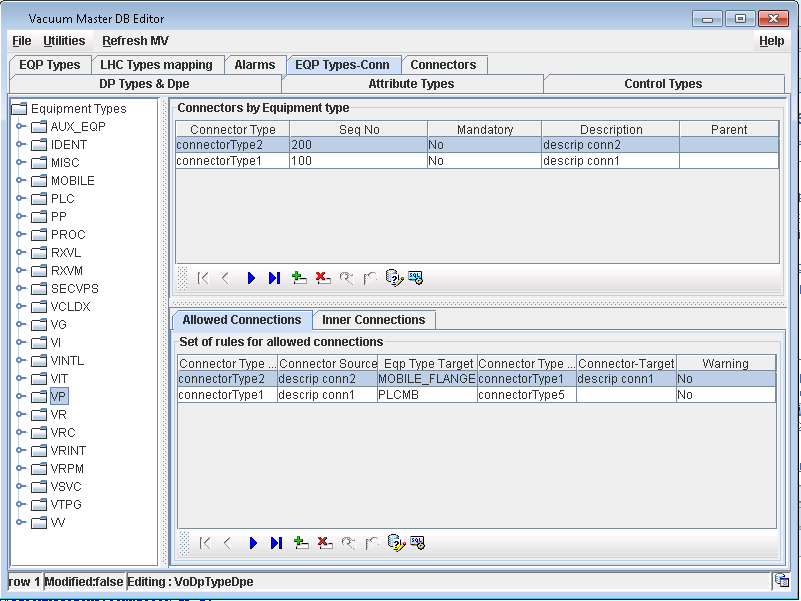 Vacuum Master DB Editor
File Utilities Refresh MV Help
EQP Types LHC Types mapping Alarms EQP Types-Conn Connectors
DP Types & Dpe Attribute Types Control Types
Equipment Types
AUX_EQP
IDENT
MISC
MOBILE
PLC
PP
PROC
RXVL
RXVM
SECVPS
VCLDX
VG
VI
VINTL
VIT
VP
VR
VRC
VRINT
VRPM
VSVC
VTPG
VV
Connectors by Equipment type
Connector Type Seq No Mandatory Description Parent
connectorType2 200 No descrip conn2
connectorType1 100 No descrip conn1
Allowed Connections Inner Connections
Set of rules for allowed connections
Connector Type ... Connector Source Eqp Type Target Connector Type ... Connector-Target Warning
connectorType2 descrip conn2 MOBILE_FLANGE connectorType1 descrip conn1 No
connectorType1 descrip conn1 PLCMB connectorType5 No
row 1 Modified:false Editing : VoDpTypeDpe